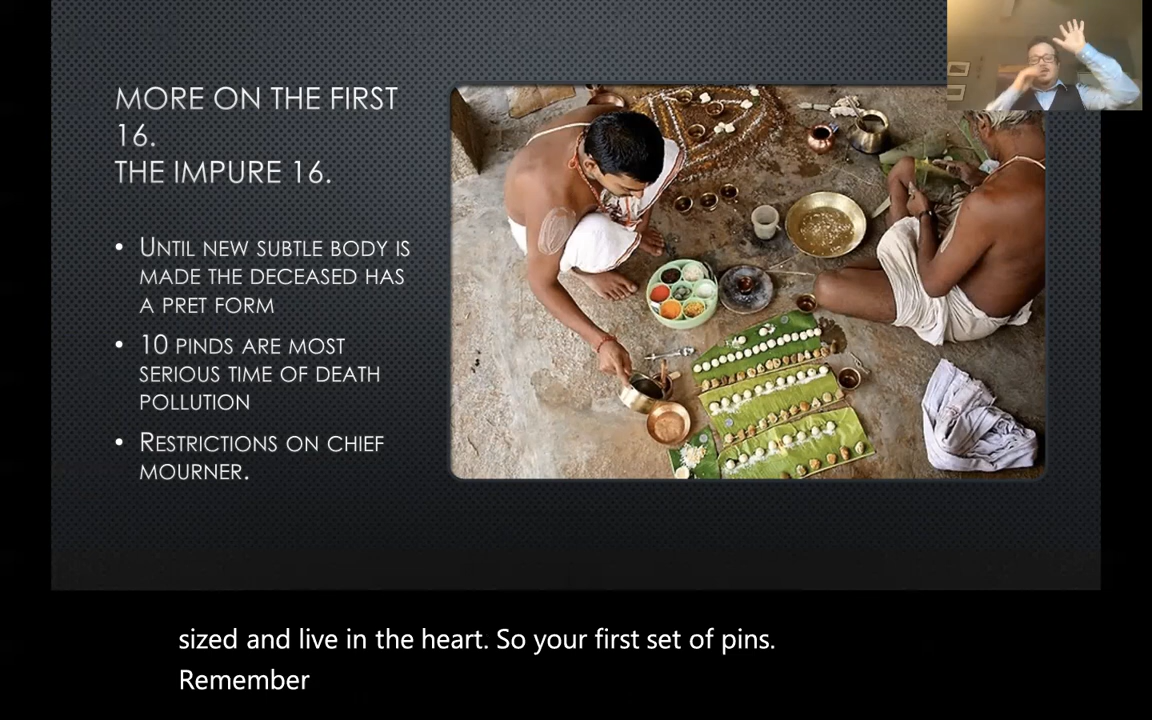 MORE ON THE FIRST
16.
THE IMPURE 16.
• UNTIL NEW SUBTLE BODY IS
MADE THE DECEASED HAS
A PRET FORM
• 10 PINDS ARE MOST
SERIOUS TIME OF DEATH
POLLUTION
• RESTRICTIONS ON CHIEF
MOURNER.
sized and live in the heart. So your first set of pins.
Remember